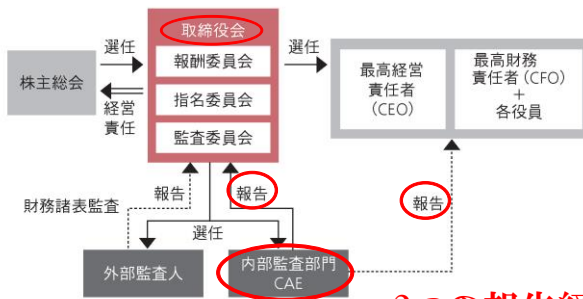 取締役会
選任
報酬委員会
選任
株主総会
指名委員会
経営
責任
監査委員会
最高経営
責任者
(CEO)
最高財務
責任者(CFO)
+
各役員
財務諸表監査
報告
報告
報告
選任
外部監査人
内部監査部門
CAE